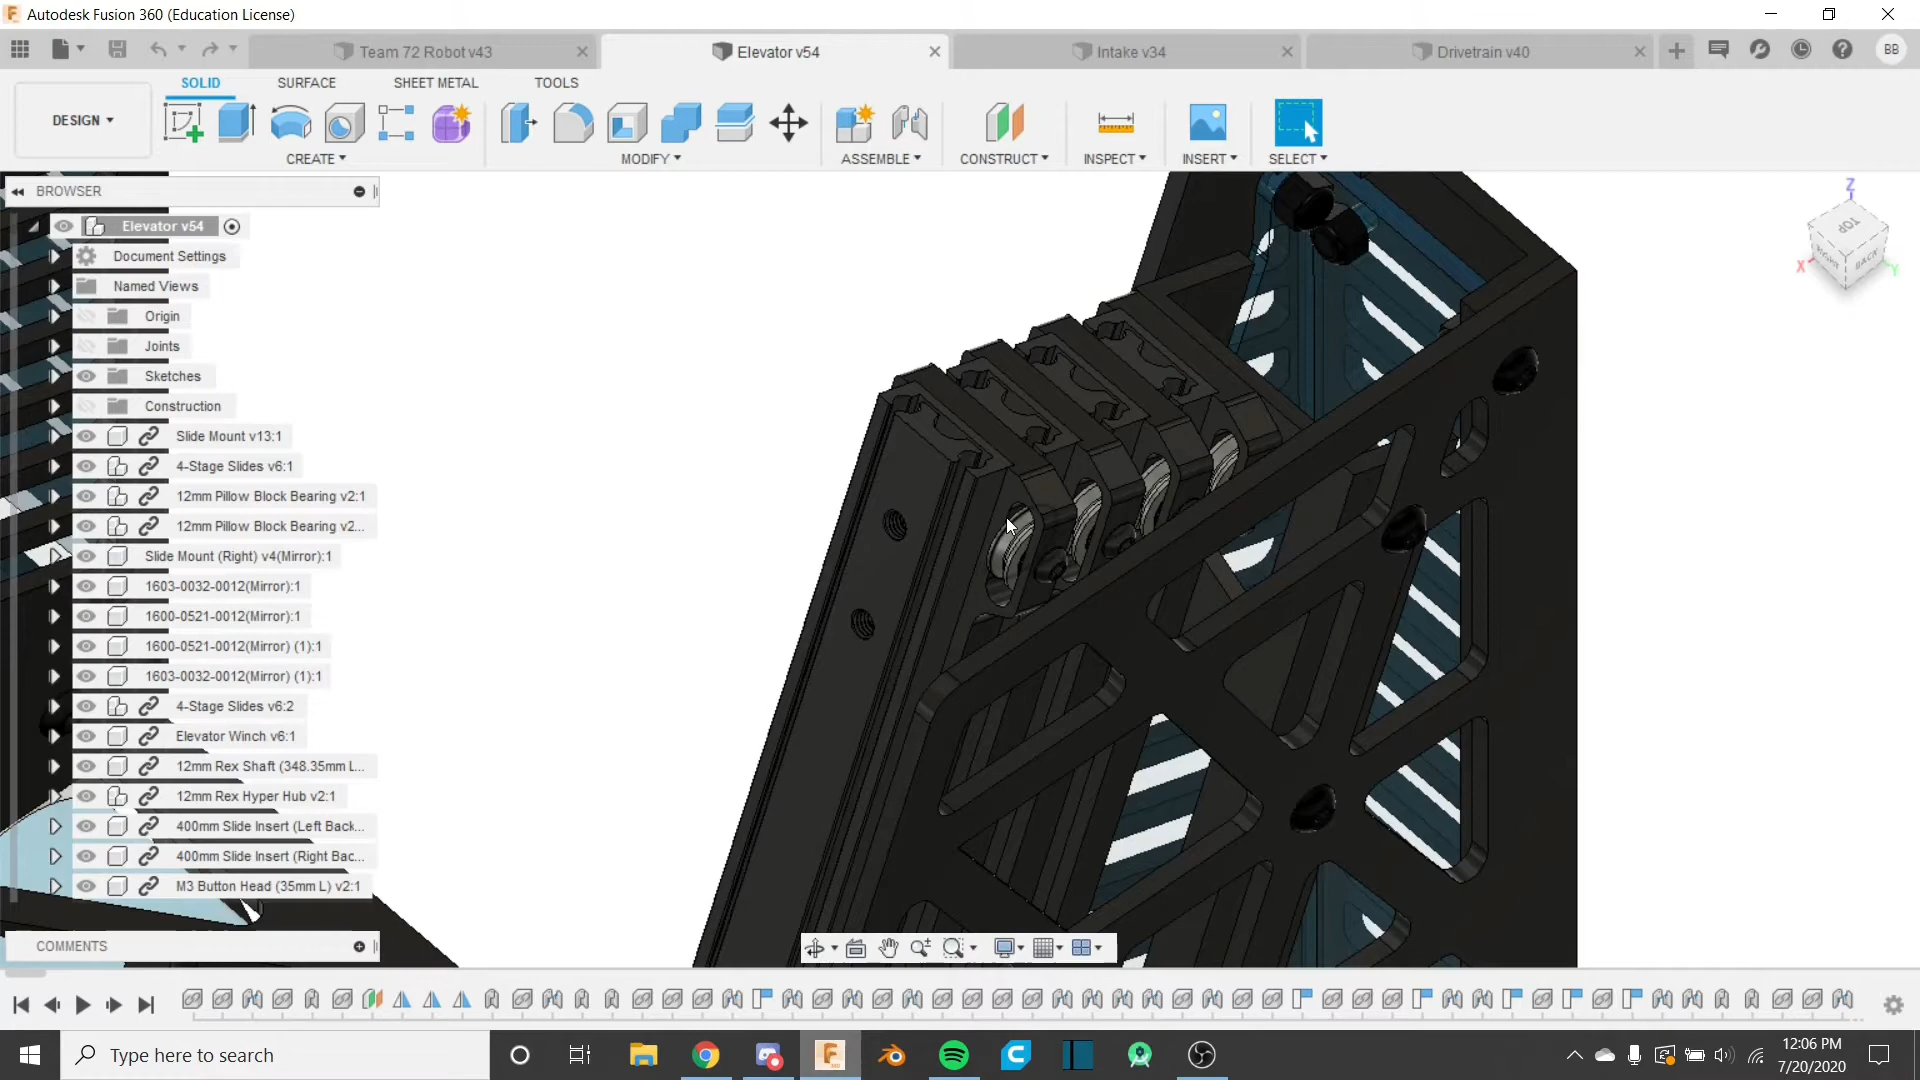 Autodesk Fusion 360 (Education License)
Team 72 Robot v43
Elevator v54
Intake v34
Drivetrain v40
BB
DESIGN
SOLID
SURFACE
SHEET METAL
TOOLS
CREATE
MODIFY
ASSEMBLE
CONSTRUCT
INSPECT
INSERT
SELECT
BROWSER
Elevator v54
Document Settings
Named Views
Origin
Joints
Sketches
Construction
Slide Mount v13:1
4-Stage Slides v6:1
12mm Pillow Block Bearing v2:1
12mm Pillow Block Bearing v2...
Slide Mount (Right) v4(Mirror):1
1603-0032-0012(Mirror):1
1600-0521-0012(Mirror):1
1600-0521-0012(Mirror) (1):1
1603-0032-0012(Mirror) (1):1
4-Stage Slides v6:2
Elevator Winch v6:1
12mm Rex Shaft (348.35mm L...
12mm Rex Hyper Hub v2:1
400mm Slide Insert (Left Back...
400mm Slide Insert (Right Bac...
M3 Button Head (35mm L) v2:1
COMMENTS
Z
TOP
RIGHT
BACK
X
Y
Type here to search
12:06 PM
7/20/2020